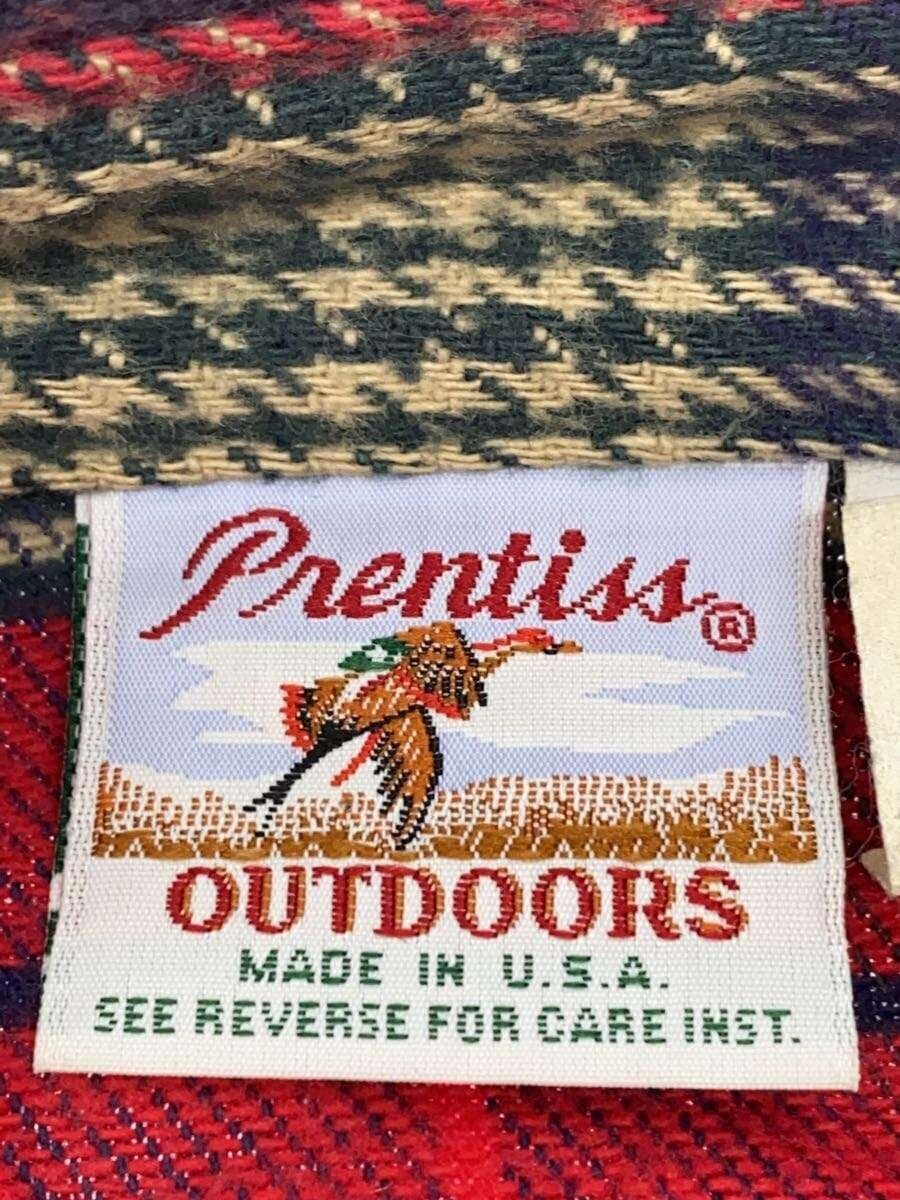 Prentiss®
OUTDOORS
MADE IN U.S.A.
SEE REVERSE FOR CARE INST.